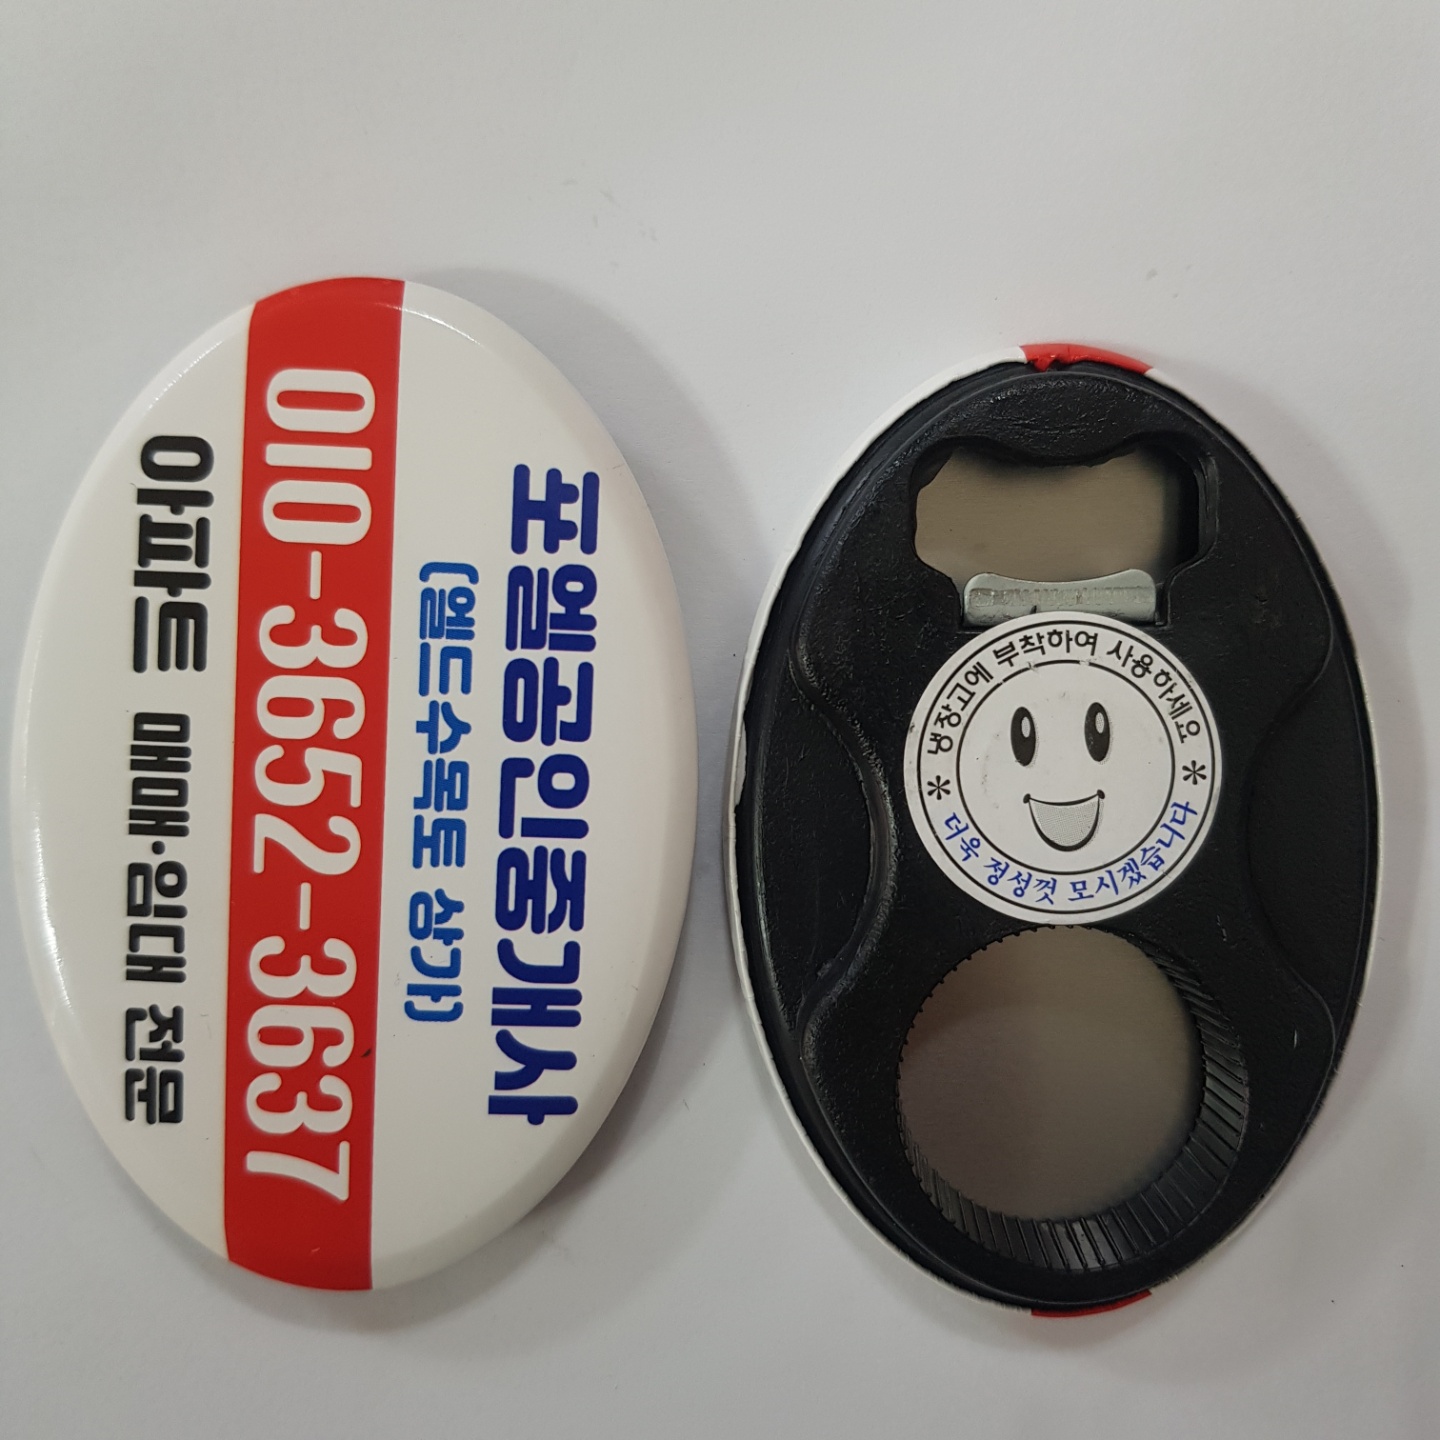 포엘공인중개사
(엘드수목토 상가)
010-3652-3637
아파트 매매·임대 전문
냉장고에 부착하여 사용하세요
* 더욱 정성껏 모시겠습니다 *